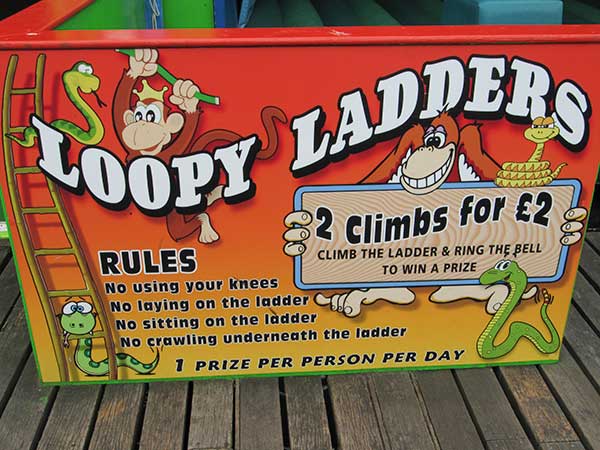 LOOPY LADDERS
2 Climbs for £2
CLIMB THE LADDER & RING THE BELL
TO WIN A PRIZE
RULES
No using your knees
No laying on the ladder
No sitting on the ladder
No crawling underneath the ladder
1 PRIZE PER PERSON PER DAY